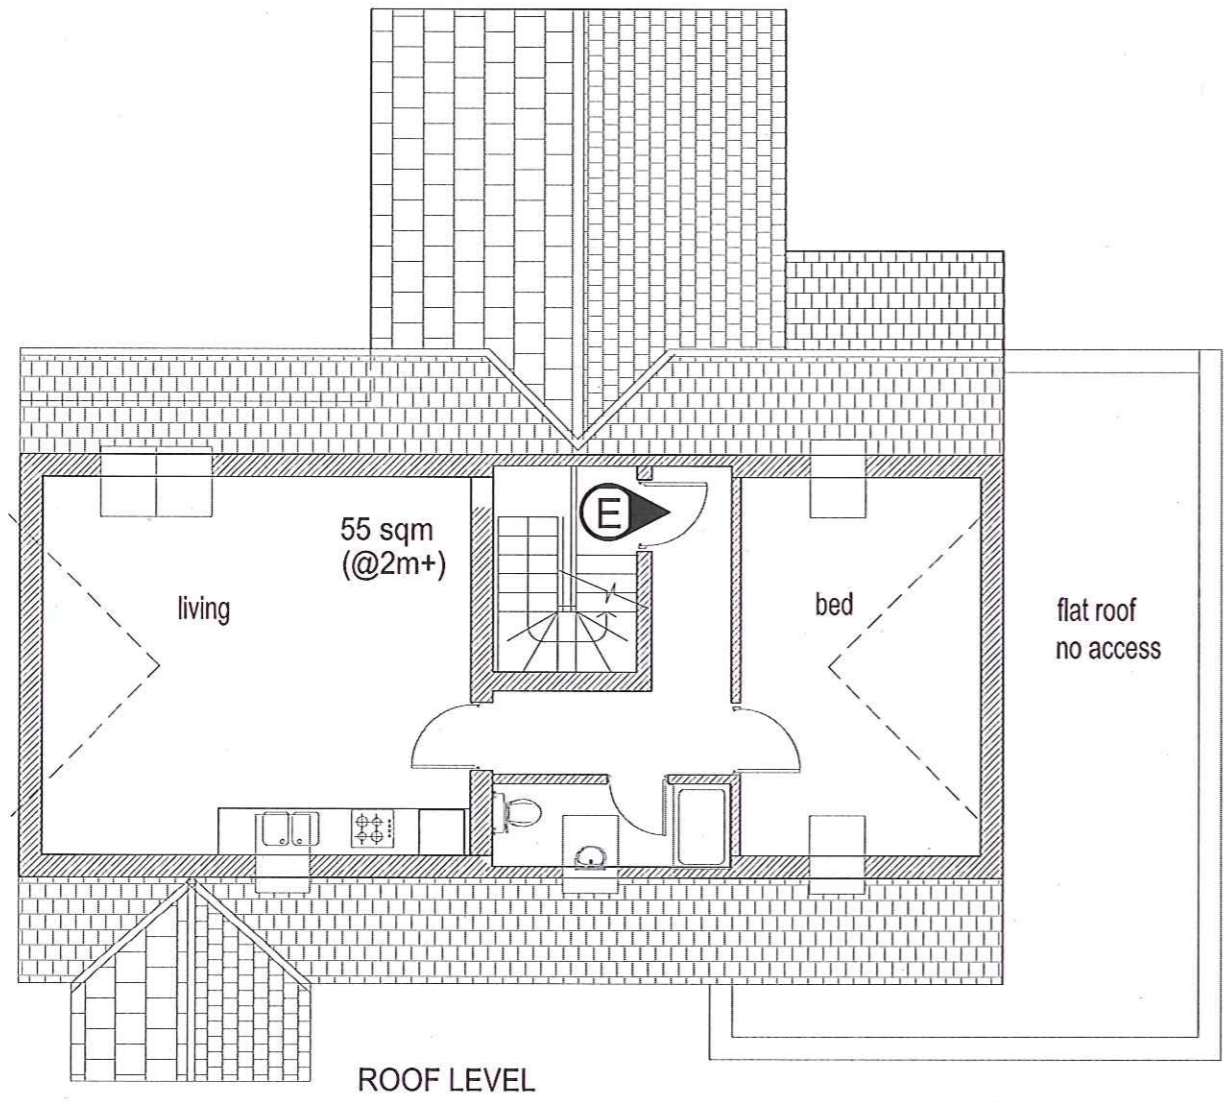 E
55 sqm
(@2m+)
living
bed
flat roof
no access
ROOF LEVEL